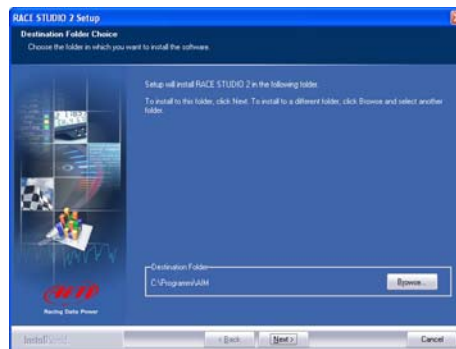 RACE STUDIO 2 Setup
Destination Folder Choice
Choose the folder in which you want to install the software.
Setup will install RACE STUDIO 2 in the following folder.
To install to this folder, click Next. To install to a different folder, click Browse and select another
folder.
Destination Folder
C:\Programmi\AIM
Browse...
AIM
Racing Data Power
< Back
Next >
Cancel